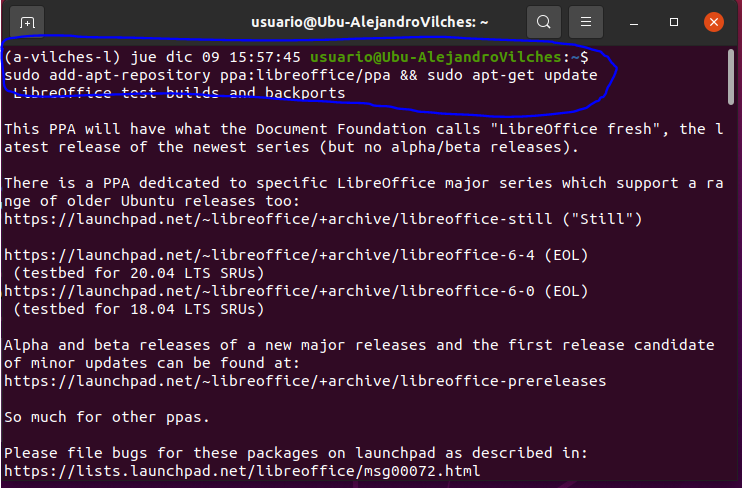 usuario@Ubu-AlejandroVilches: ~
(a-vilches-l) jue dic 09 15:57:45 usuario@Ubu-AlejandroVilches:~$
sudo add-apt-repository ppa:libreoffice/ppa && sudo apt-get update
LibreOffice test builds and backports
This PPA will have what the Document Foundation calls "LibreOffice fresh", the l
atest release of the newest series (but no alpha/beta releases).
There is a PPA dedicated to specific LibreOffice major series which support a ra
nge of older Ubuntu releases too:
https://launchpad.net/~libreoffice/+archive/libreoffice-still ("Still")
https://launchpad.net/~libreoffice/+archive/libreoffice-6-4 (EOL)
(testbed for 20.04 LTS SRUs)
https://launchpad.net/~libreoffice/+archive/libreoffice-6-0 (EOL)
(testbed for 18.04 LTS SRUs)
Alpha and beta releases of a new major releases and the first release candidate
of minor updates can be found at:
https://launchpad.net/~libreoffice/+archive/libreoffice-prereleases
So much for other ppas.
Please file bugs for these packages on launchpad as described in:
https://lists.launchpad.net/libreoffice/msg00072.html